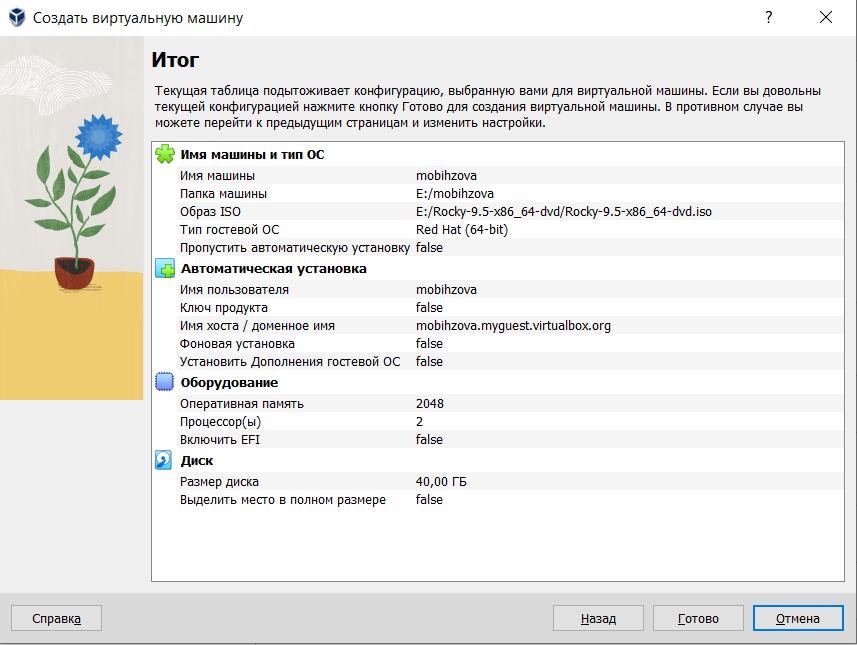 Создать виртуальную машину
?
Итог
Текущая таблица подытоживает конфигурацию, выбранную вами для виртуальной машины. Если вы довольны
текущей конфигурацией нажмите кнопку Готово для создания виртуальной машины. В противном случае вы
можете перейти к предыдущим страницам и изменить настройки.
Имя машины и тип ОС
Имя машины mobihzova
Папка машины E:/mobihzova
Образ ISO E:/Rocky-9.5-x86_64-dvd/Rocky-9.5-x86_64-dvd.iso
Тип гостевой ОС Red Hat (64-bit)
Пропустить автоматическую установку false
Автоматическая установка
Имя пользователя mobihzova
Ключ продукта false
Имя хоста / доменное имя mobihzova.myguest.virtualbox.org
Фоновая установка false
Установить Дополнения гостевой ОС false
Оборудование
Оперативная память 2048
Процессор(ы) 2
Включить EFI false
Диск
Размер диска 40,00 ГБ
Выделить место в полном размере false
Справка Назад Готово Отмена